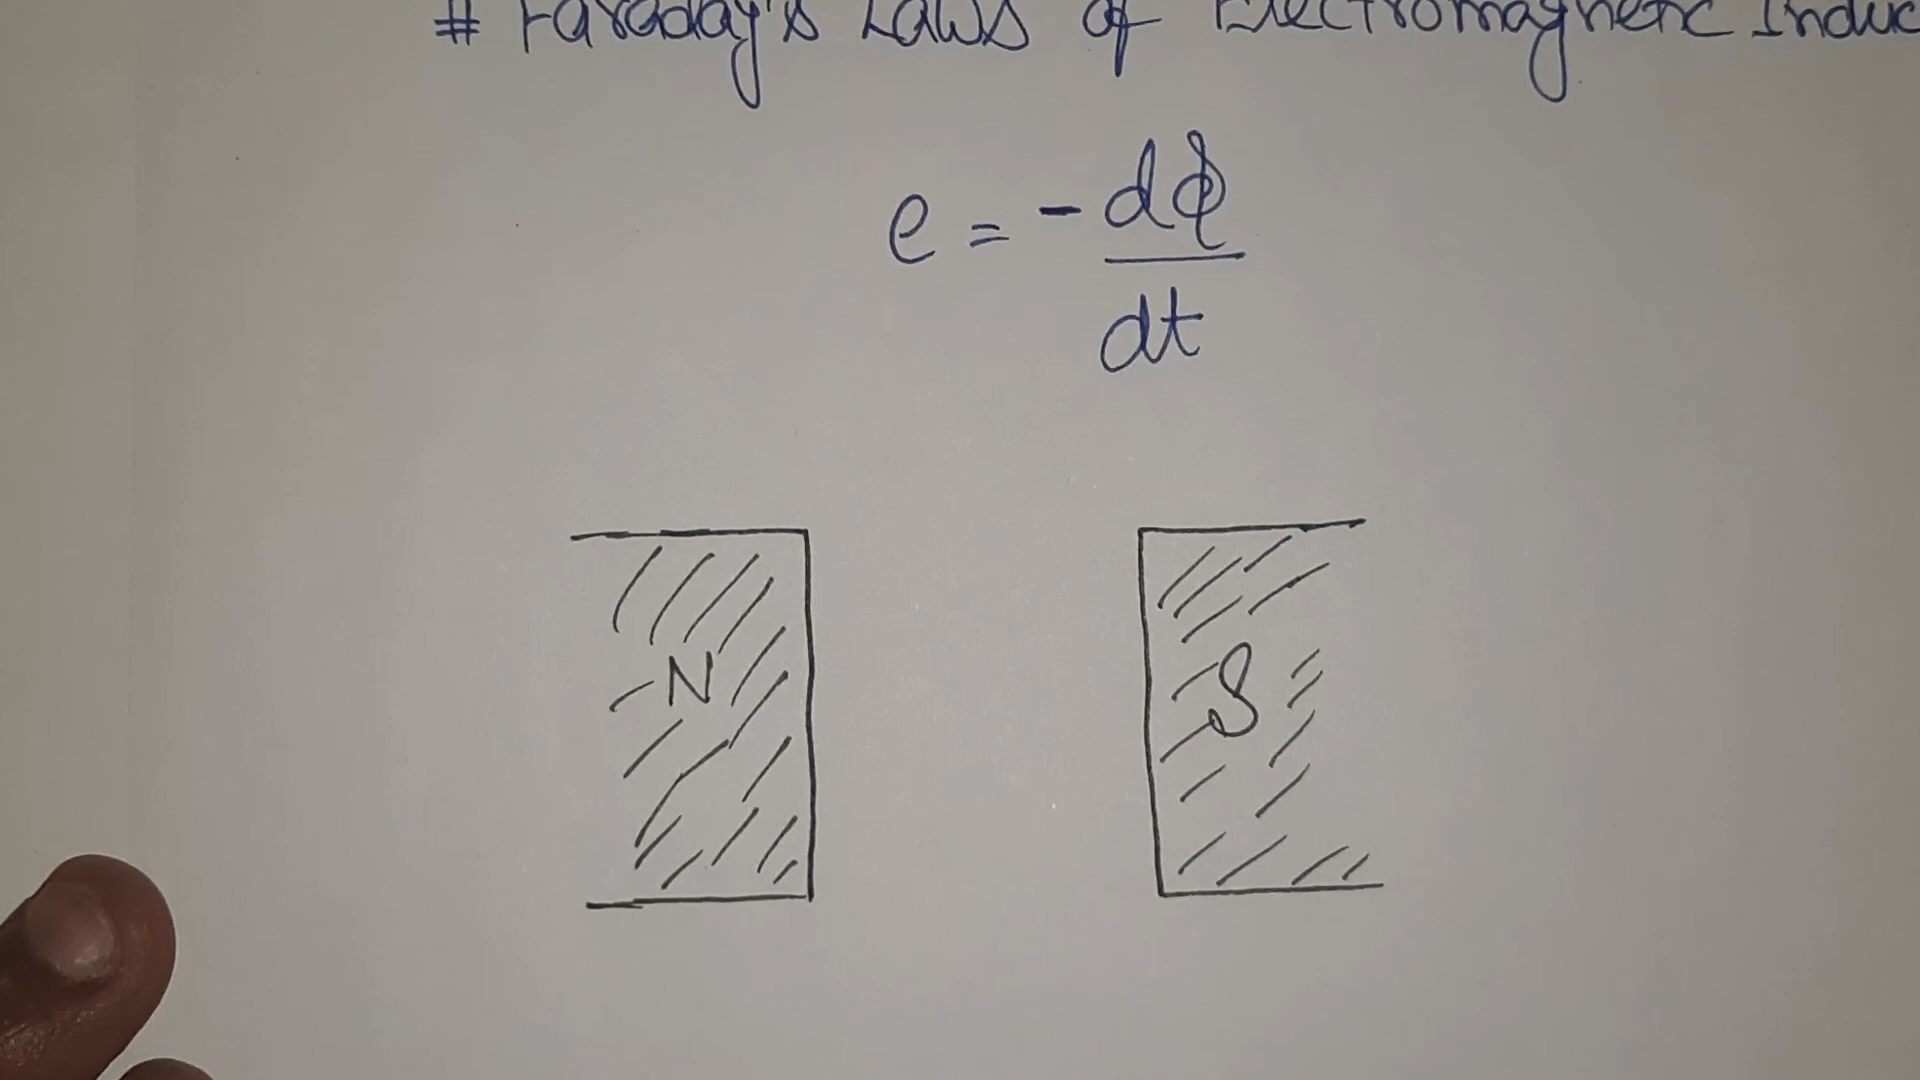 # Faraday's Laws of Electromagnetic Induc
e = - dϕ
dt
N S